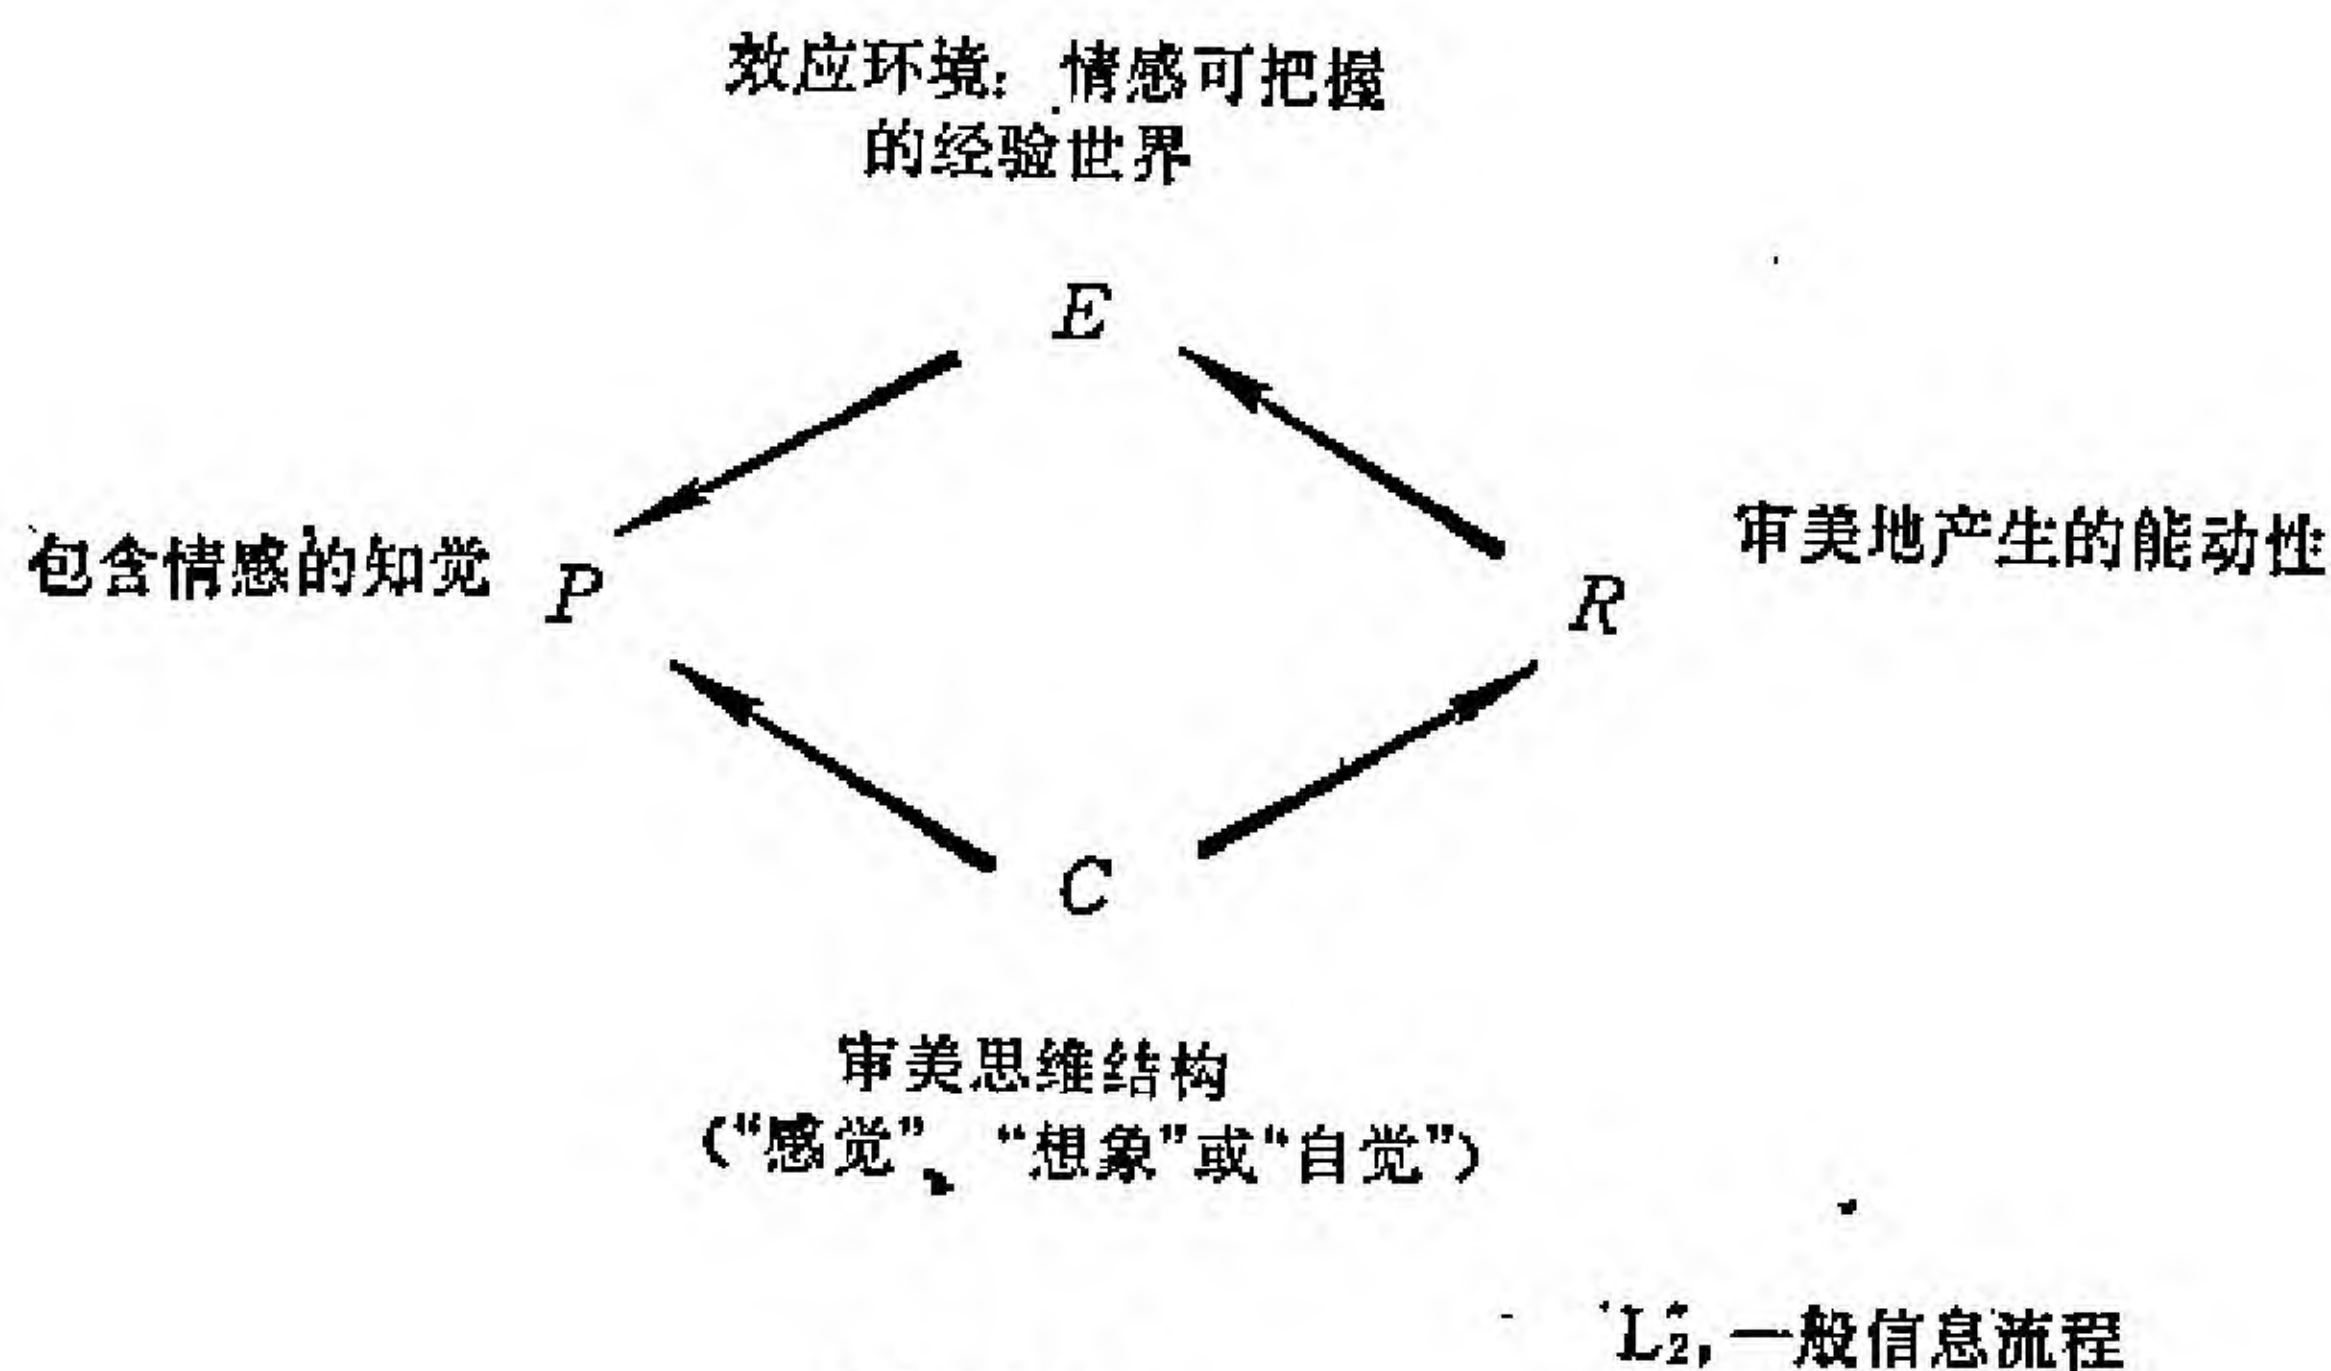 效应环境：情感可把握
的经验世界
E
包含情感的知觉
P
R
审美地产生的能动性
C
审美思维结构
（“感觉”、“想象”或“自觉”）
L₂，一般信息流程